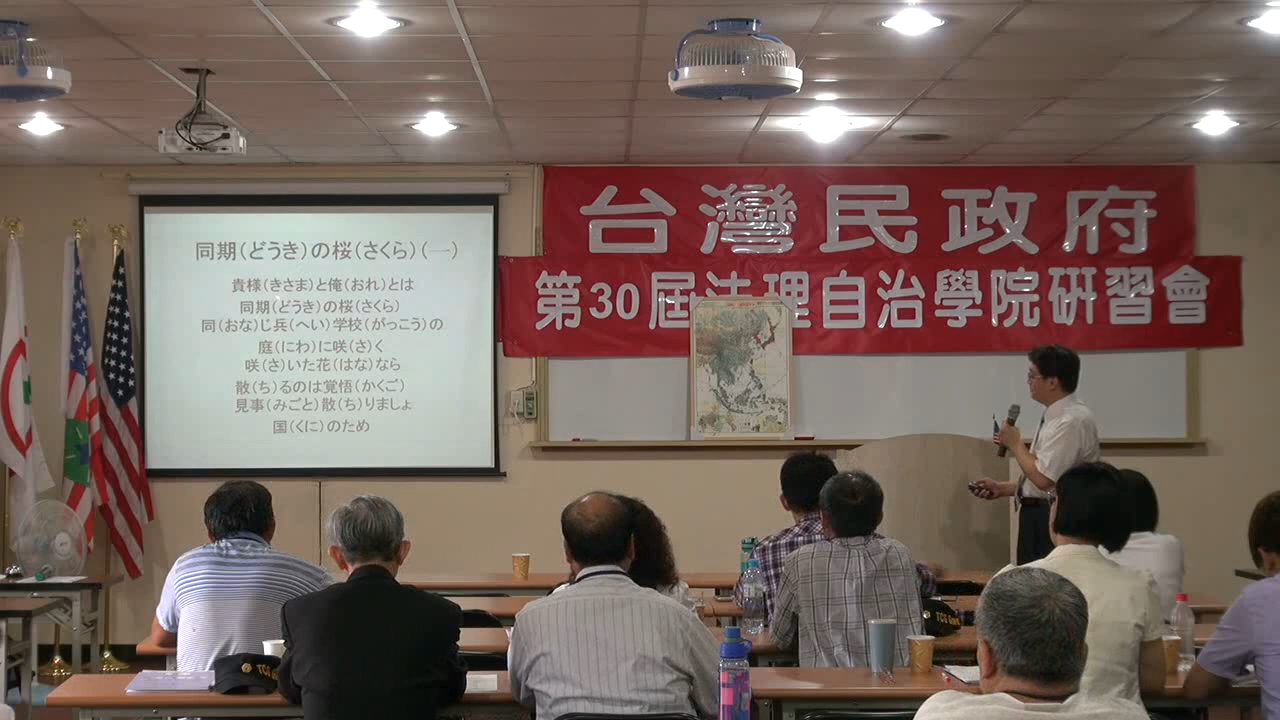 台灣民政府
第30屆法理自治學院研習會
同期(どうき)の桜(さくら)(一)
貴様(きさま)と俺(おれ)とは
同期(どうき)の桜(さくら)
同(おな)じ兵(へい)学校(がっこう)の
庭(にわ)に咲(さ)く
咲(さ)いた花(はな)なら
散(ち)るのは覚悟(かくご)
見事(みごと)散(ち)りましょ
国(くに)のため
TCG